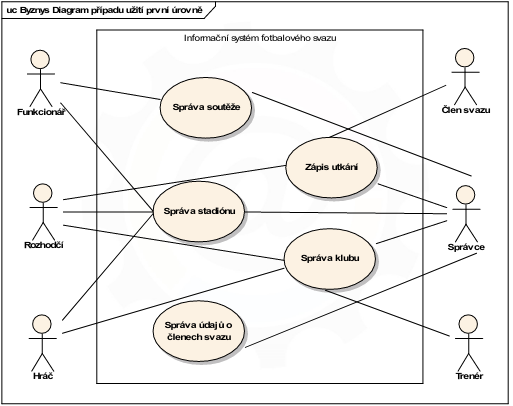 uc Byznys Diagram případu užití první úrovně
Informační systém fotbalového svazu
Funkcionář
Správa soutěže
Člen svazu
Zápis utkání
Správa stadiónu
Rozhodčí
Správce
Správa klubu
Správa údajů o
členech svazu
Hráč
Trenér